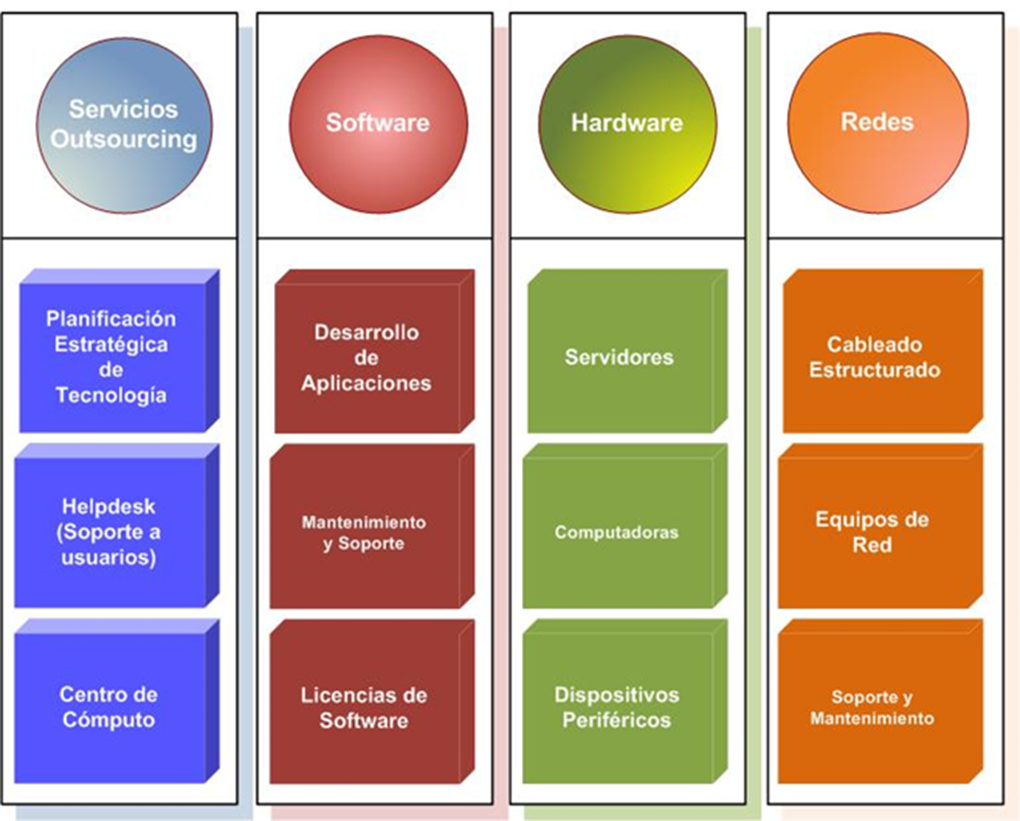 Servicios
Outsourcing
Software
Hardware
Redes
Planificación
Estratégica
de
Tecnología
Desarrollo
de
Aplicaciones
Servidores
Cableado
Estructurado
Helpdesk
(Soporte a
usuarios)
Mantenimiento
y Soporte
Computadoras
Equipos de
Red
Centro de
Cómputo
Licencias de
Software
Dispositivos
Periféricos
Soporte y
Mantenimiento